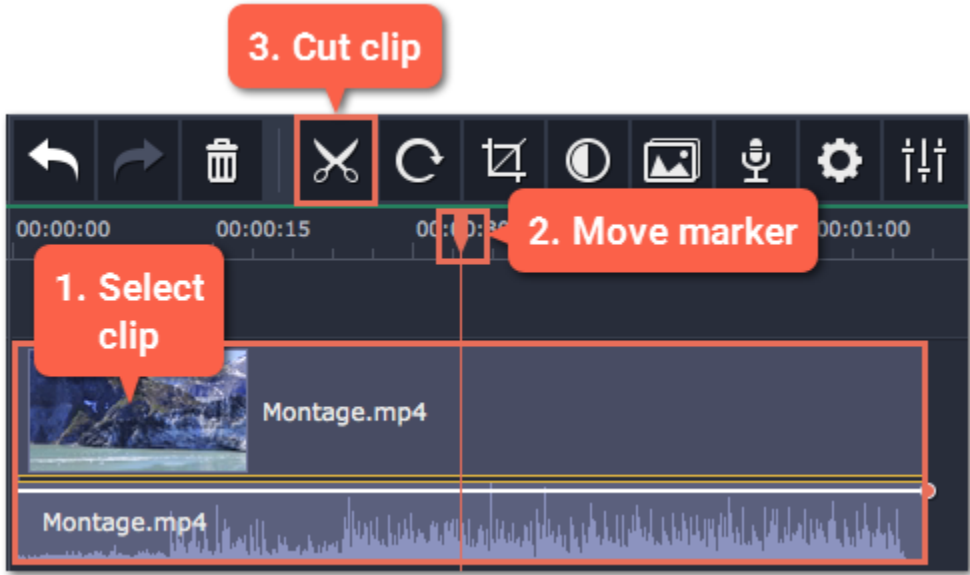 3. Cut clip
00:00:00 00:00:15 00:01:00
2. Move marker
1. Select
clip
Montage.mp4
Montage.mp4